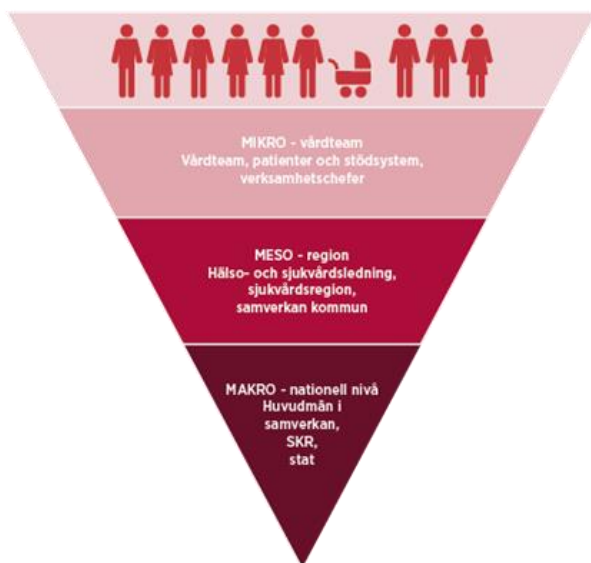 MIKRO - vårdteam
Vårdteam, patienter och stödsystem,
verksamhetschefer
MESO - region
Hälso- och sjukvårdsledning,
sjukvårdsregion,
samverkan kommun
MAKRO - nationell nivå
Huvudmän i
samverkan,
SKR,
stat